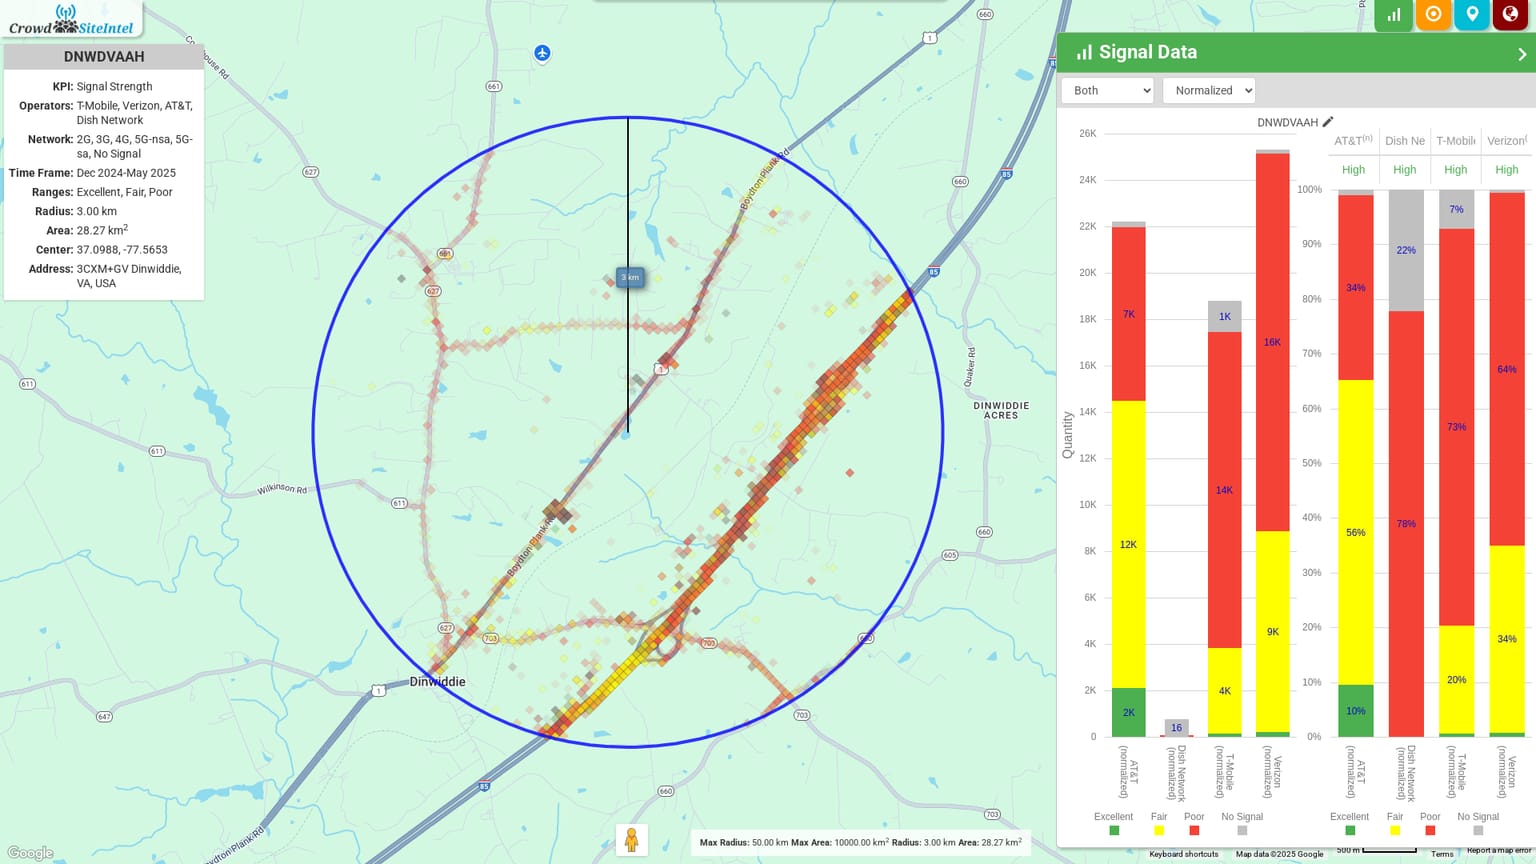 CrowdSiteIntel
DNWDVAAH
KPI: Signal Strength
Operators: T-Mobile, Verizon, AT&T,
Dish Network
Network: 2G, 3G, 4G, 5G-nsa, 5G-
sa, No Signal
Time Frame: Dec 2024-May 2025
Ranges: Excellent, Fair, Poor
Radius: 3.00 km
Area: 28.27 km²
Center: 37.0988, -77.5653
Address: 3CXM+GV Dinwiddie,
VA, USA
Courthouse Rd
661
660
1
85
627
660
85
661
627
Boydton Plank Rd
3 km
85
1
611
Quaker Rd
DINWIDDIE
ACRES
611
Wilkinson Rd
611
660
605
Boydton Plank Rd
627
703
703
660
Dinwiddie
1
647
703
85
660
703
Boydton Plank Rd
Google
Max Radius: 50.00 km Max Area: 10000.00 km² Radius: 3.00 km Area: 28.27 km²
Signal Data
Both
Normalized
DNWDVAAH
26K
24K
22K
20K
18K
16K
14K
12K
10K
8K
6K
4K
2K
0
Quantity
7K
12K
2K
16
1K
14K
4K
16K
9K
AT&T
(normalized)
Dish Network
(normalized)
T-Mobile
(normalized)
Verizon
(normalized)
Excellent Fair Poor No Signal
AT&T(n) Dish Ne T-Mobile Verizon(
High High High High
100%
90%
80%
70%
60%
50%
40%
30%
20%
10%
0%
34%
56%
10%
22%
78%
7%
73%
20%
64%
34%
AT&T
(normalized)
Dish Network
(normalized)
T-Mobile
(normalized)
Verizon
(normalized)
Excellent Fair Poor No Signal
Keyboard shortcuts Map data ©2025 Google 500 m Terms Report a map error